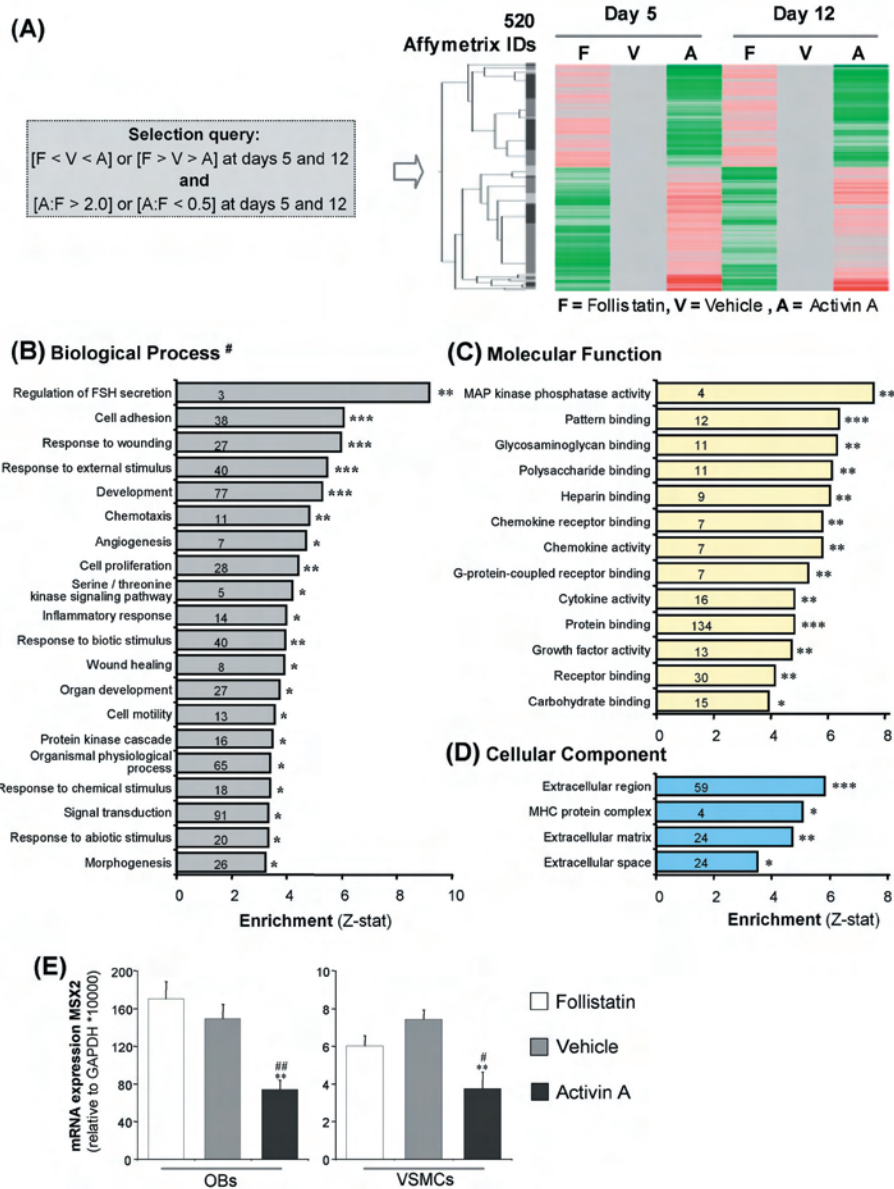 (A)
520
Affymetrix IDs
Day 5 Day 12
F V A F V A
Selection query:
[F < V < A] or [F > V > A] at days 5 and 12
and
[A:F > 2.0] or [A:F < 0.5] at days 5 and 12
F = Follistatin, V = Vehicle , A = Activin A
(B) Biological Process #
Regulation of FSH secretion 3 **
Cell adhesion 38 ***
Response to wounding 27 ***
Response to external stimulus 40 ***
Development 77 ***
Chemotaxis 11 **
Angiogenesis 7 *
Cell proliferation 28 **
Serine / threonine
kinase signaling pathway 5 *
Inflammatory response 14 *
Response to biotic stimulus 40 **
Wound healing 8 *
Organ development 27 *
Cell motility 13 *
Protein kinase cascade 16 *
Organismal physiological
process 65 *
Response to chemical stimulus 18 *
Signal transduction 91 *
Response to abiotic stimulus 20 *
Morphogenesis 26 *
0 2 4 6 8 10
Enrichment (Z-stat)
(C) Molecular Function
MAP kinase phosphatase activity 4 **
Pattern binding 12 ***
Glycosaminoglycan binding 11 **
Polysaccharide binding 11 **
Heparin binding 9 **
Chemokine receptor binding 7 **
Chemokine activity 7 **
G-protein-coupled receptor binding 7 **
Cytokine activity 16 **
Protein binding 134 ***
Growth factor activity 13 **
Receptor binding 30 **
Carbohydrate binding 15 *
0 2 4 6 8
(D) Cellular Component
Extracellular region 59 ***
MHC protein complex 4 *
Extracellular matrix 24 **
Extracellular space 24 *
0 2 4 6 8
Enrichment (Z-stat)
(E)
mRNA expression MSX2
(relative to GAPDH *10000)
200
160
120
80
40
0
##
**
OBs
10
8
6
4
2
0
#
**
VSMCs
Follistatin
Vehicle
Activin A